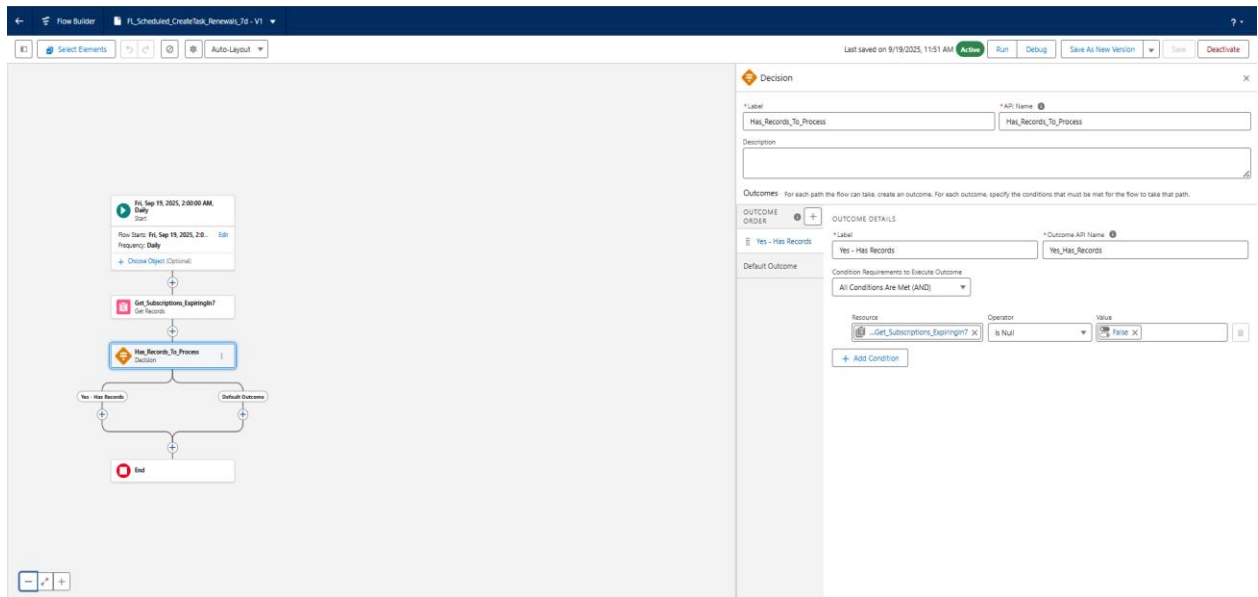 Flow Builder
FL_Scheduled_CreateTask_Renewals_7d - V1
?
Select Elements
Auto-Layout
Last saved on 9/19/2025, 11:51 AM
Active
Run
Debug
Save As New Version
Save
Deactivate
Fri, Sep 19, 2025, 2:00:00 AM,
Daily
Start
Flow Starts: Fri, Sep 19, 2025, 2:0... Edit
Frequency: Daily
+ Choose Object (Optional)
Get_Subscriptions_ExpiringIn7
Get Records
Has_Records_To_Process
Decision
Yes - Has Records
Default Outcome
End
Decision
*Label
Has_Records_To_Process
*API Name
Has_Records_To_Process
Description
Outcomes For each path the flow can take, create an outcome. For each outcome, specify the conditions that must be met for the flow to take that path.
OUTCOME
ORDER
Yes - Has Records
Default Outcome
OUTCOME DETAILS
*Label
Yes - Has Records
*Outcome API Name
Yes_Has_Records
Condition Requirements to Execute Outcome
All Conditions Are Met (AND)
Resource
...Get_Subscriptions_ExpiringIn7
Operator
Is Null
Value
False
+ Add Condition